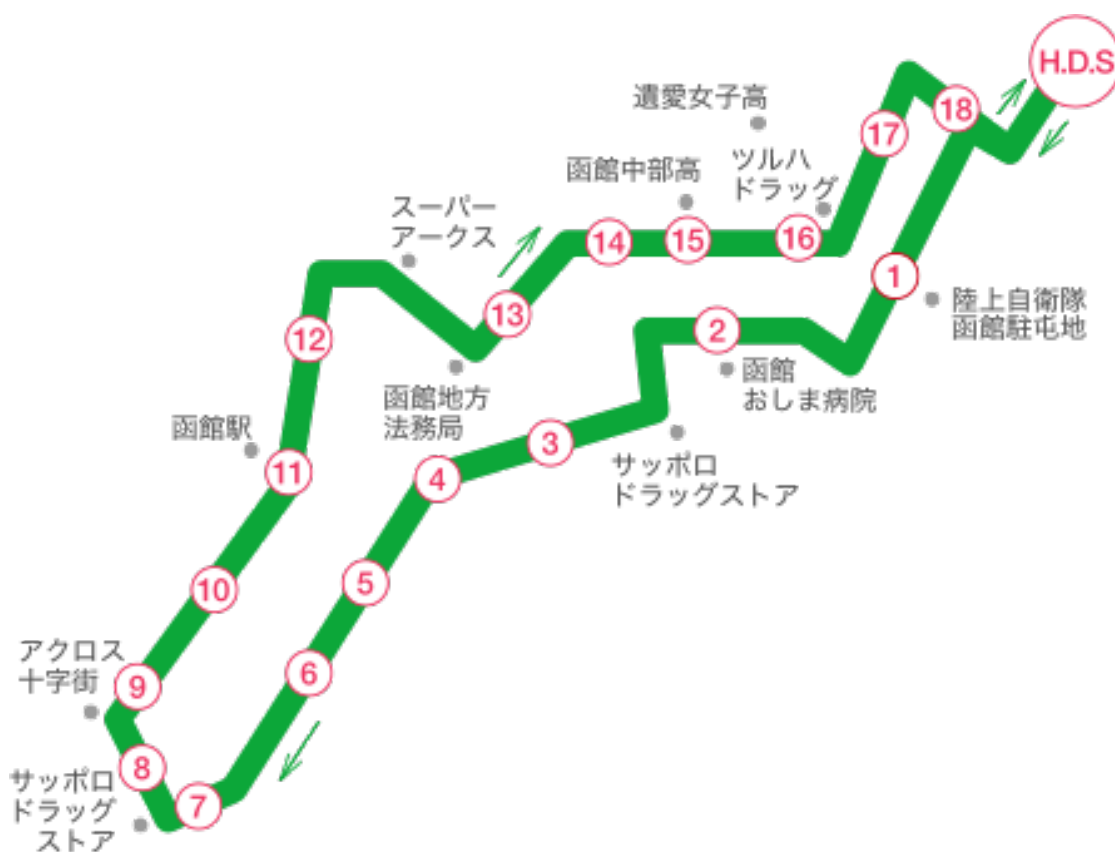 H.D.S
18
遺愛女子高
17
ツルハ
ドラッグ
函館中部高
スーパー
アークス
14
15
16
1
陸上自衛隊
函館駐屯地
13
12
2
函館
おしま病院
函館地方
法務局
函館駅
3
11
4
サッポロ
ドラッグストア
5
10
アクロス
十字街
6
9
8
サッポロ
ドラッグ
ストア
7